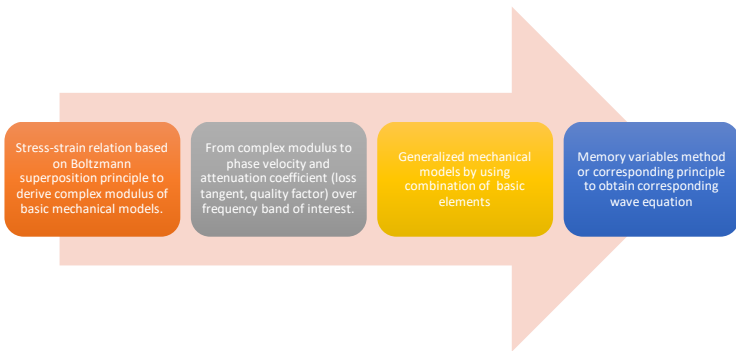 Stress-strain relation based
on Boltzmann
superposition principle to
derive complex modulus of
basic mechanical models.
From complex modulus to
phase velocity and
attenuation coefficient (loss
tangent, quality factor) over
frequency band of interest.
Generalized mechanical
models by using
combination of basic
elements
Memory variables method
or corresponding principle
to obtain corresponding
wave equation